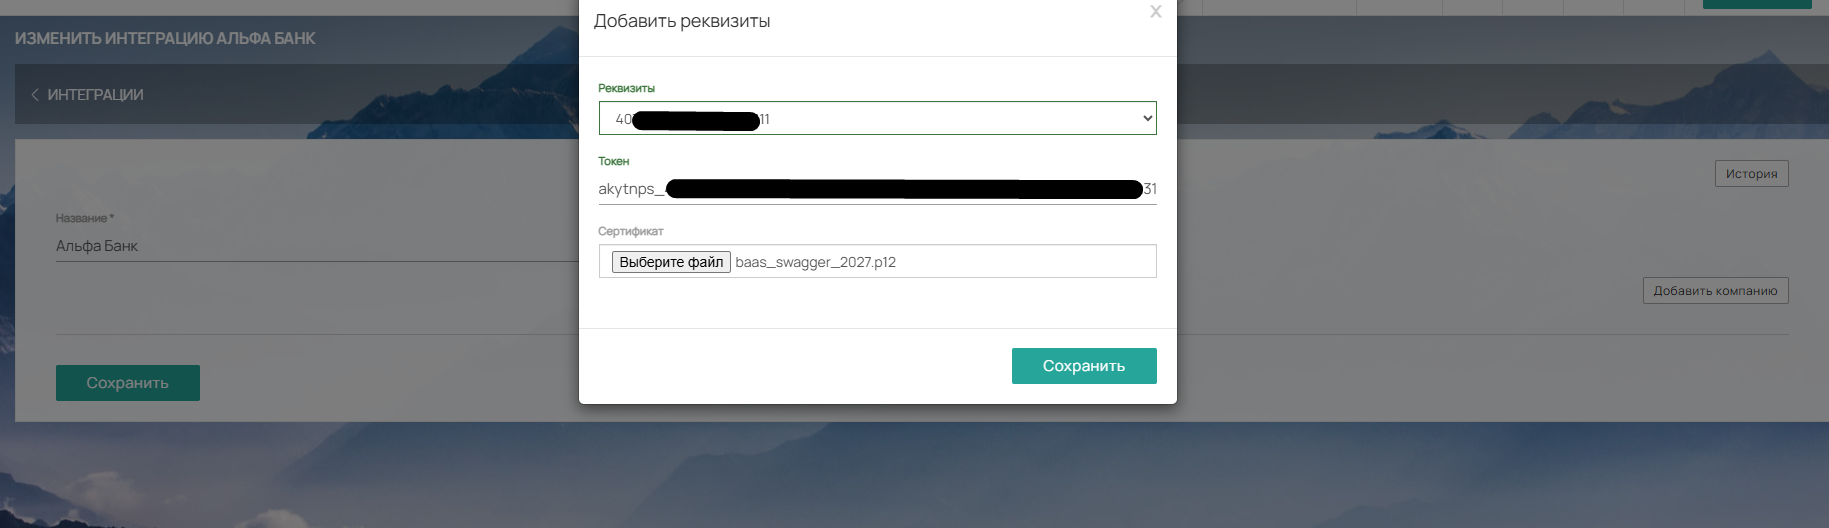 Добавить реквизиты
X
ИЗМЕНИТЬ ИНТЕГРАЦИЮ АЛЬФА БАНК
ИНТЕГРАЦИИ
Реквизиты
40 11
Токен
akytnps_ 31
Сертификат
Выберите файл baas_swagger_2027.p12
Сохранить
История
Название *
Альфа Банк
Добавить компанию
Сохранить